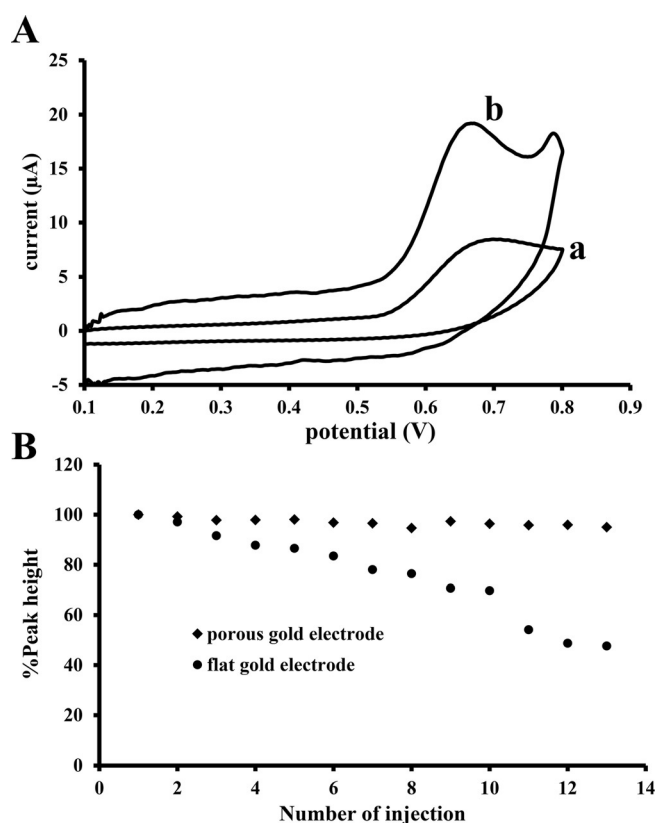 A
25
20
15
10
5
0
-5
current (µA)
b
a
0.1 0.2 0.3 0.4 0.5 0.6 0.7 0.8 0.9
potential (V)
B
120
100
80
60
40
20
0
%Peak height
porous gold electrode
flat gold electrode
0 2 4 6 8 10 12 14
Number of injection